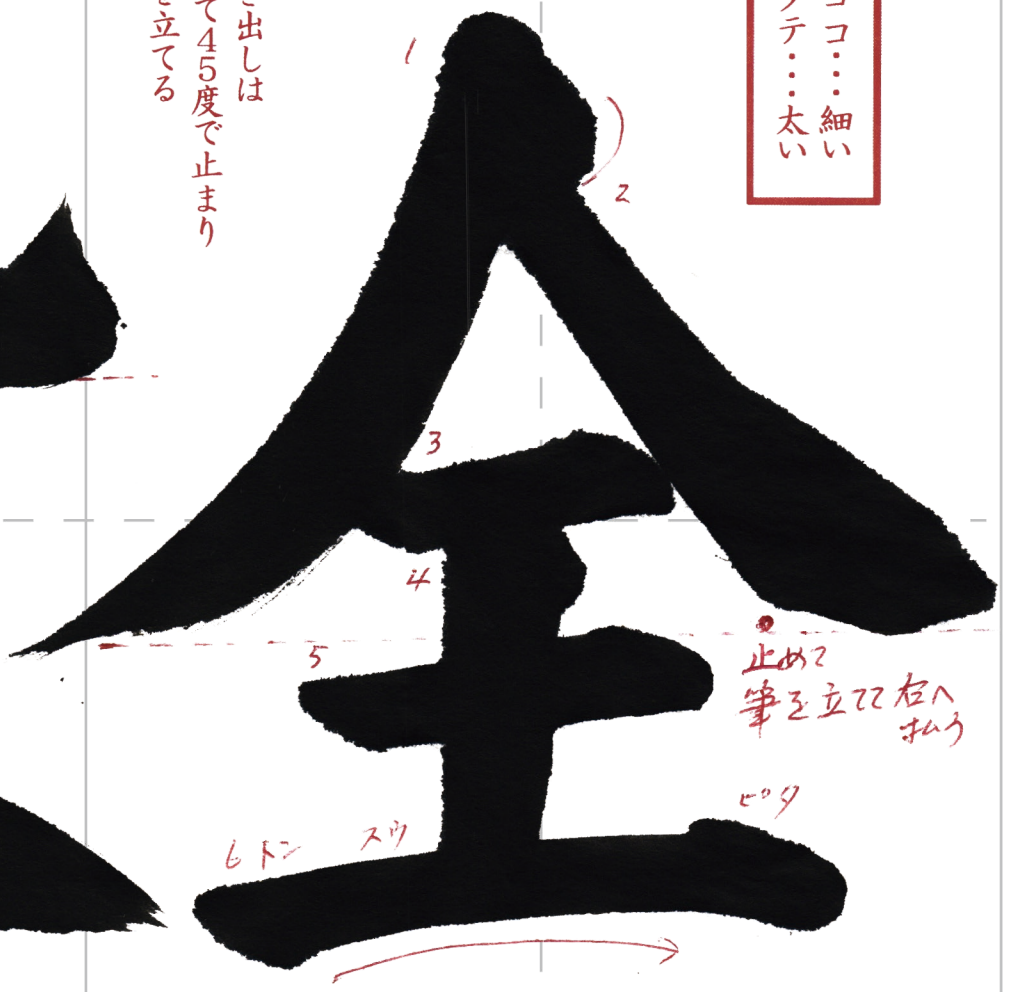 ココ・・・細い
テ・・・太い
出しは
て45度で止まり
立てる
全
1
2
3
4
5
6 トン スウ ピタ
止めて
筆を立てて右へ
払う